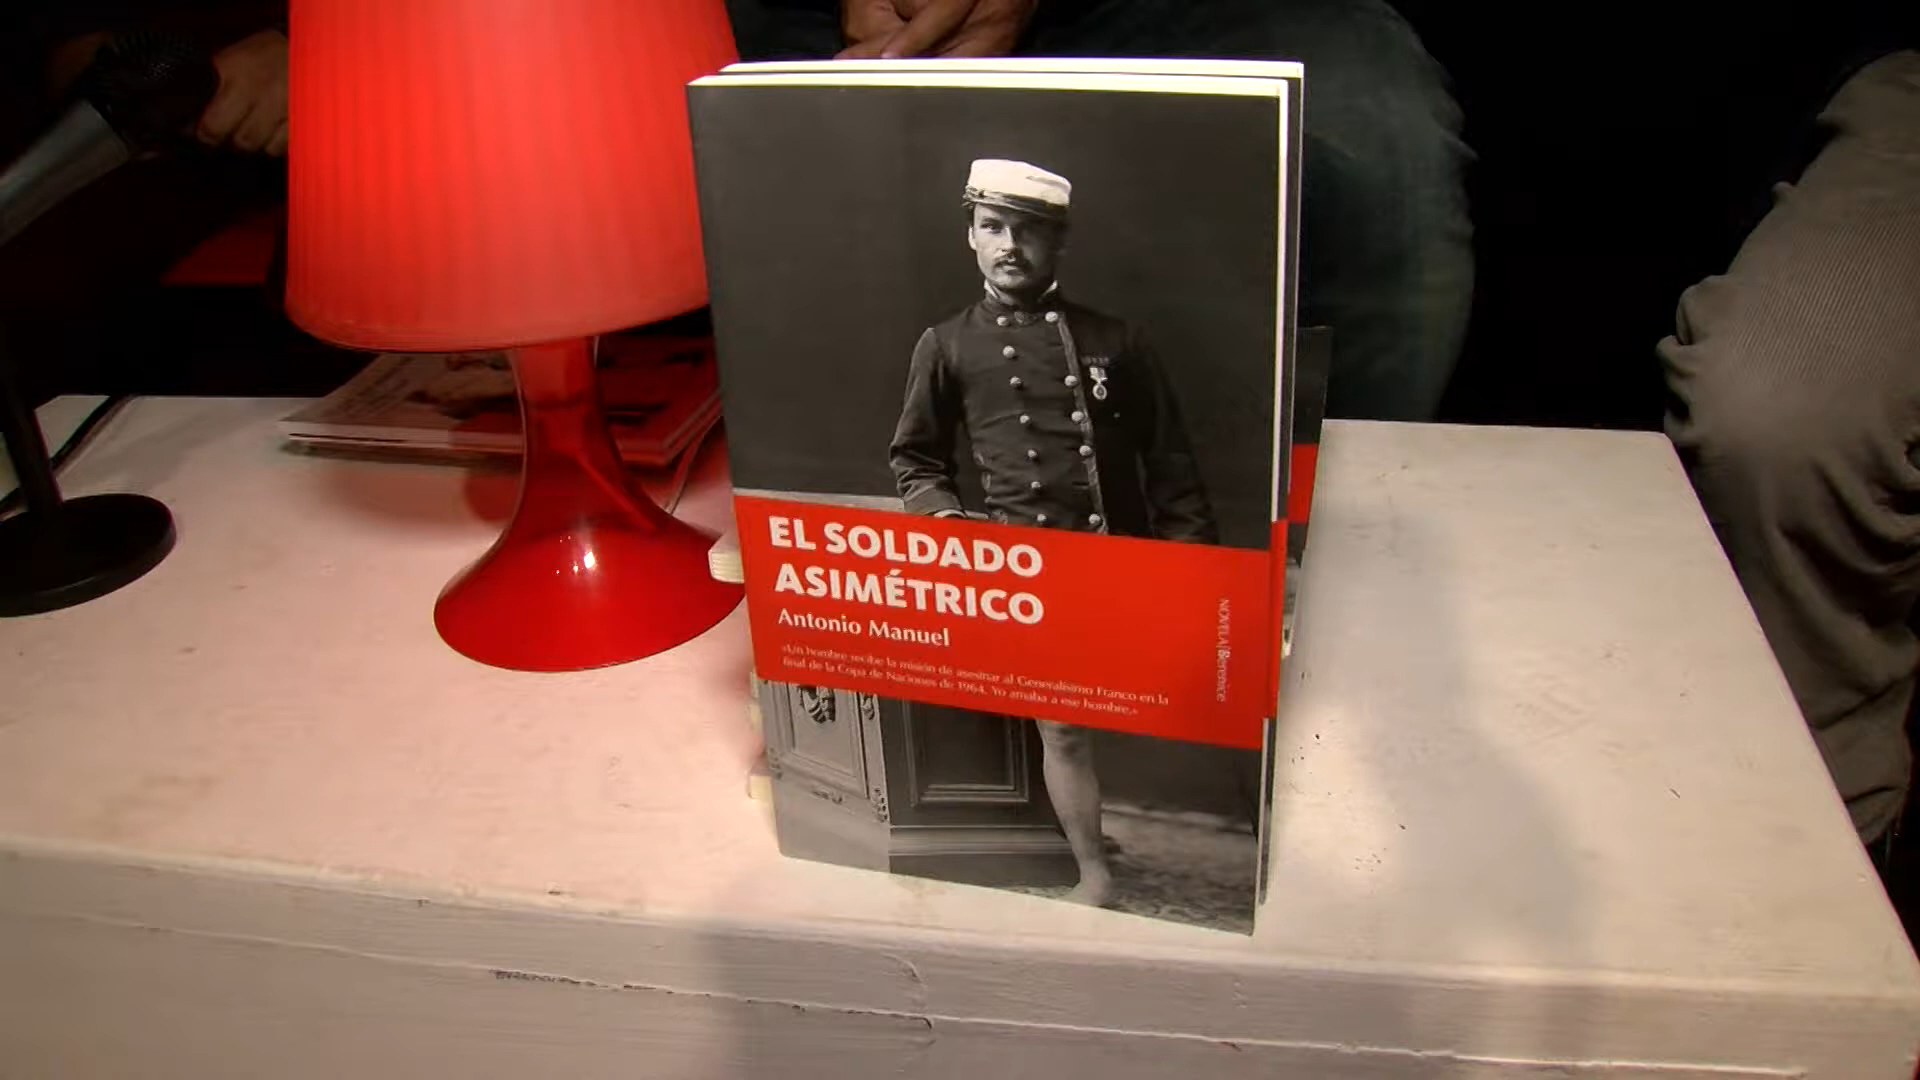 EL SOLDADO
ASIMÉTRICO
Antonio Manuel
«Un hombre recibe la misión de asesinar al Generalísimo Franco en la
final de la Copa de Naciones de 1964. Yo amaba a ese hombre.»
NOVELA|Berenice